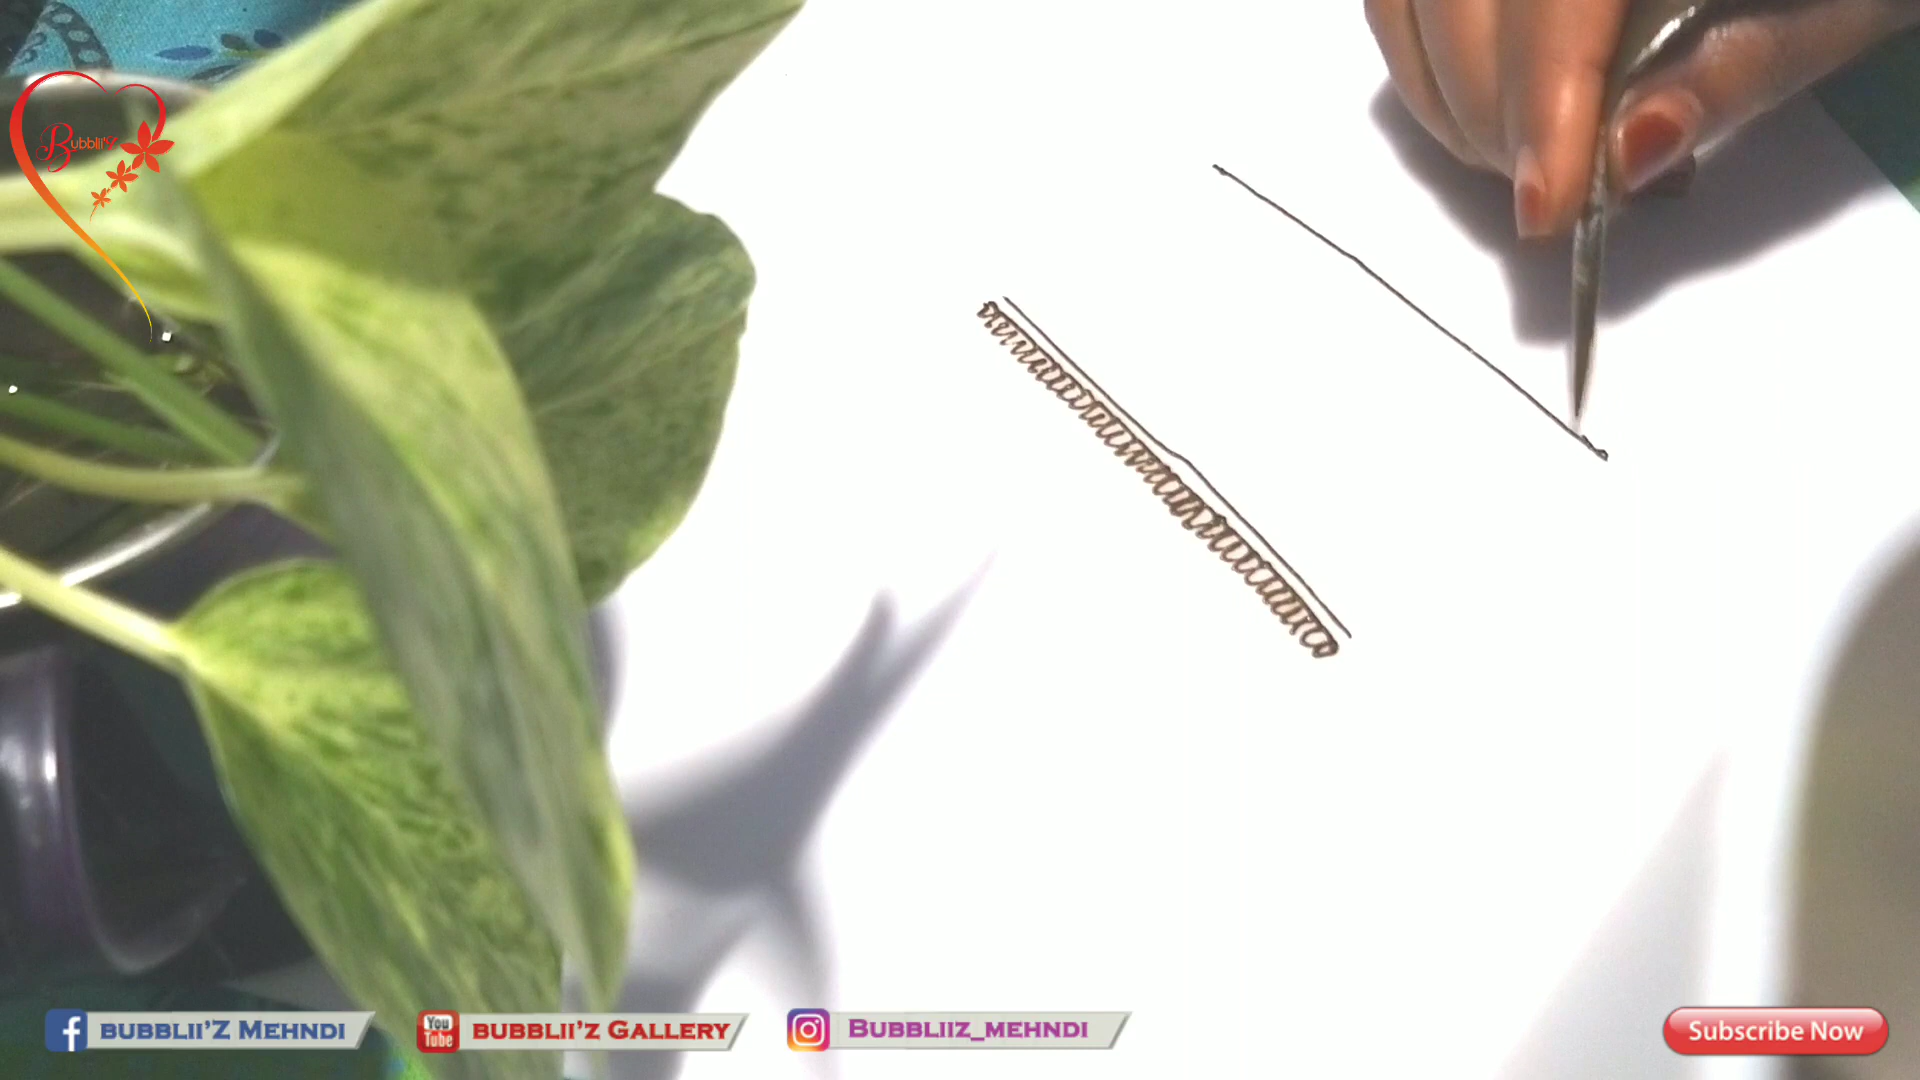 Bubblii'Z
BUBBLII'Z MEHNDI
You
Tube
BUBBLII'Z GALLERY
BUBBLIIZ_MEHNDI
Subscribe Now